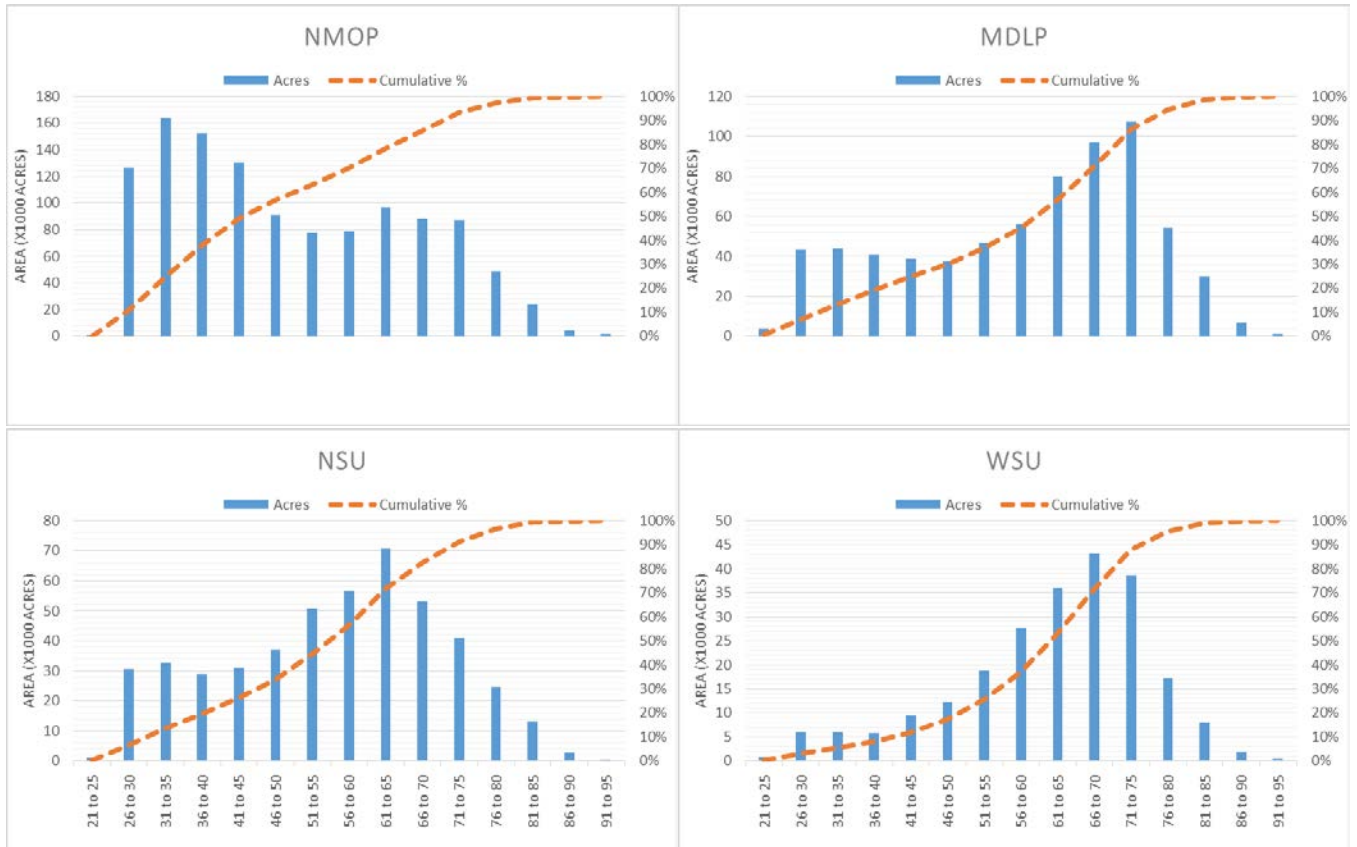 NMOP
Acres Cumulative %
AREA (X1000 ACRES)
180
160
140
120
100
80
60
40
20
0
100%
90%
80%
70%
60%
50%
40%
30%
20%
10%
0%
MDLP
Acres Cumulative %
AREA (X1000 ACRES)
120
100
80
60
40
20
0
100%
90%
80%
70%
60%
50%
40%
30%
20%
10%
0%
NSU
Acres Cumulative %
AREA (X1000 ACRES)
80
70
60
50
40
30
20
10
0
100%
90%
80%
70%
60%
50%
40%
30%
20%
10%
0%
21 to 25
26 to 30
31 to 35
36 to 40
41 to 45
46 to 50
51 to 55
56 to 60
61 to 65
66 to 70
71 to 75
76 to 80
81 to 85
86 to 90
91 to 95
WSU
Acres Cumulative %
AREA (X1000 ACRES)
50
45
40
35
30
25
20
15
10
5
0
100%
90%
80%
70%
60%
50%
40%
30%
20%
10%
0%
21 to 25
26 to 30
31 to 35
36 to 40
41 to 45
46 to 50
51 to 55
56 to 60
61 to 65
66 to 70
71 to 75
76 to 80
81 to 85
86 to 90
91 to 95